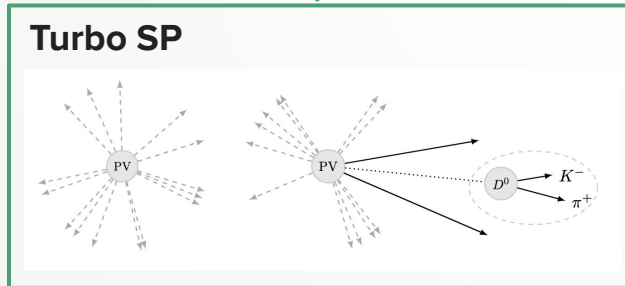 Turbo SP
PV
PV
D⁰
K⁻
π⁺